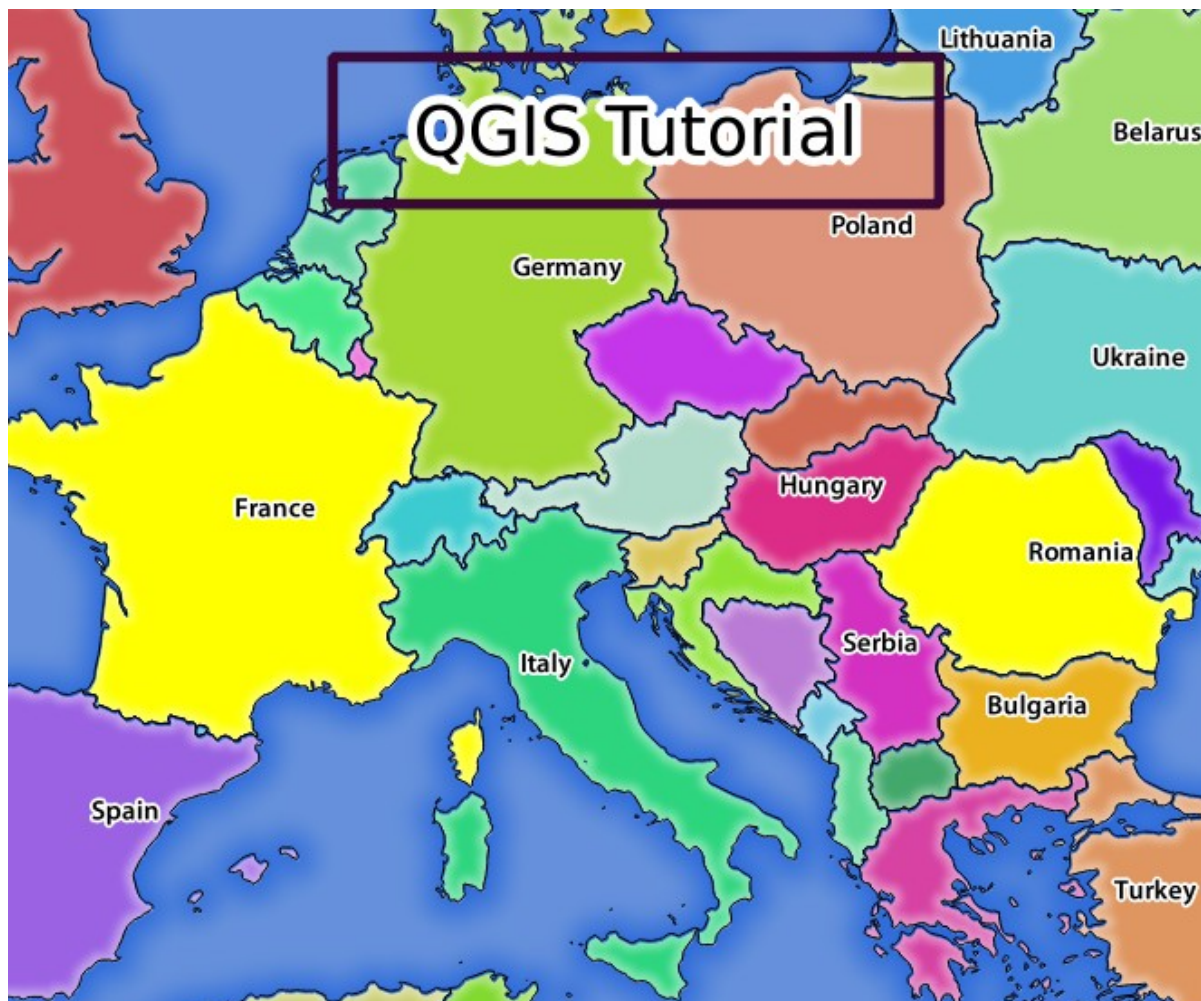 Lithuania
QGIS Tutorial
Belarus
Poland
Germany
Ukraine
Hungary
France
Romania
Serbia
Italy
Bulgaria
Spain
Turkey